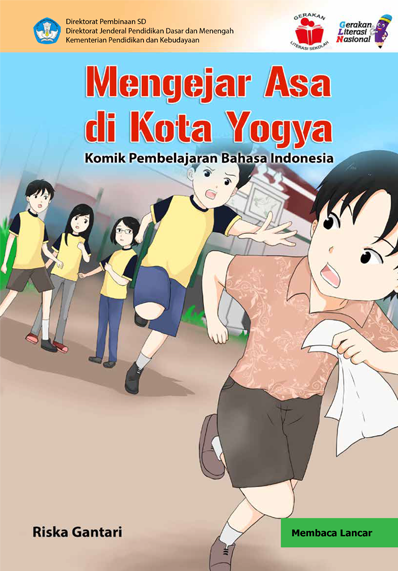 Direktorat Pembinaan SD
Direktorat Jenderal Pendidikan Dasar dan Menengah
Kementerian Pendidikan dan Kebudayaan
GERAKAN
LITERASI SEKOLAH
Gerakan
Literasi
Nasional
Mengejar Asa
di Kota Yogya
Komik Pembelajaran Bahasa Indonesia
Riska Gantari
Membaca Lancar